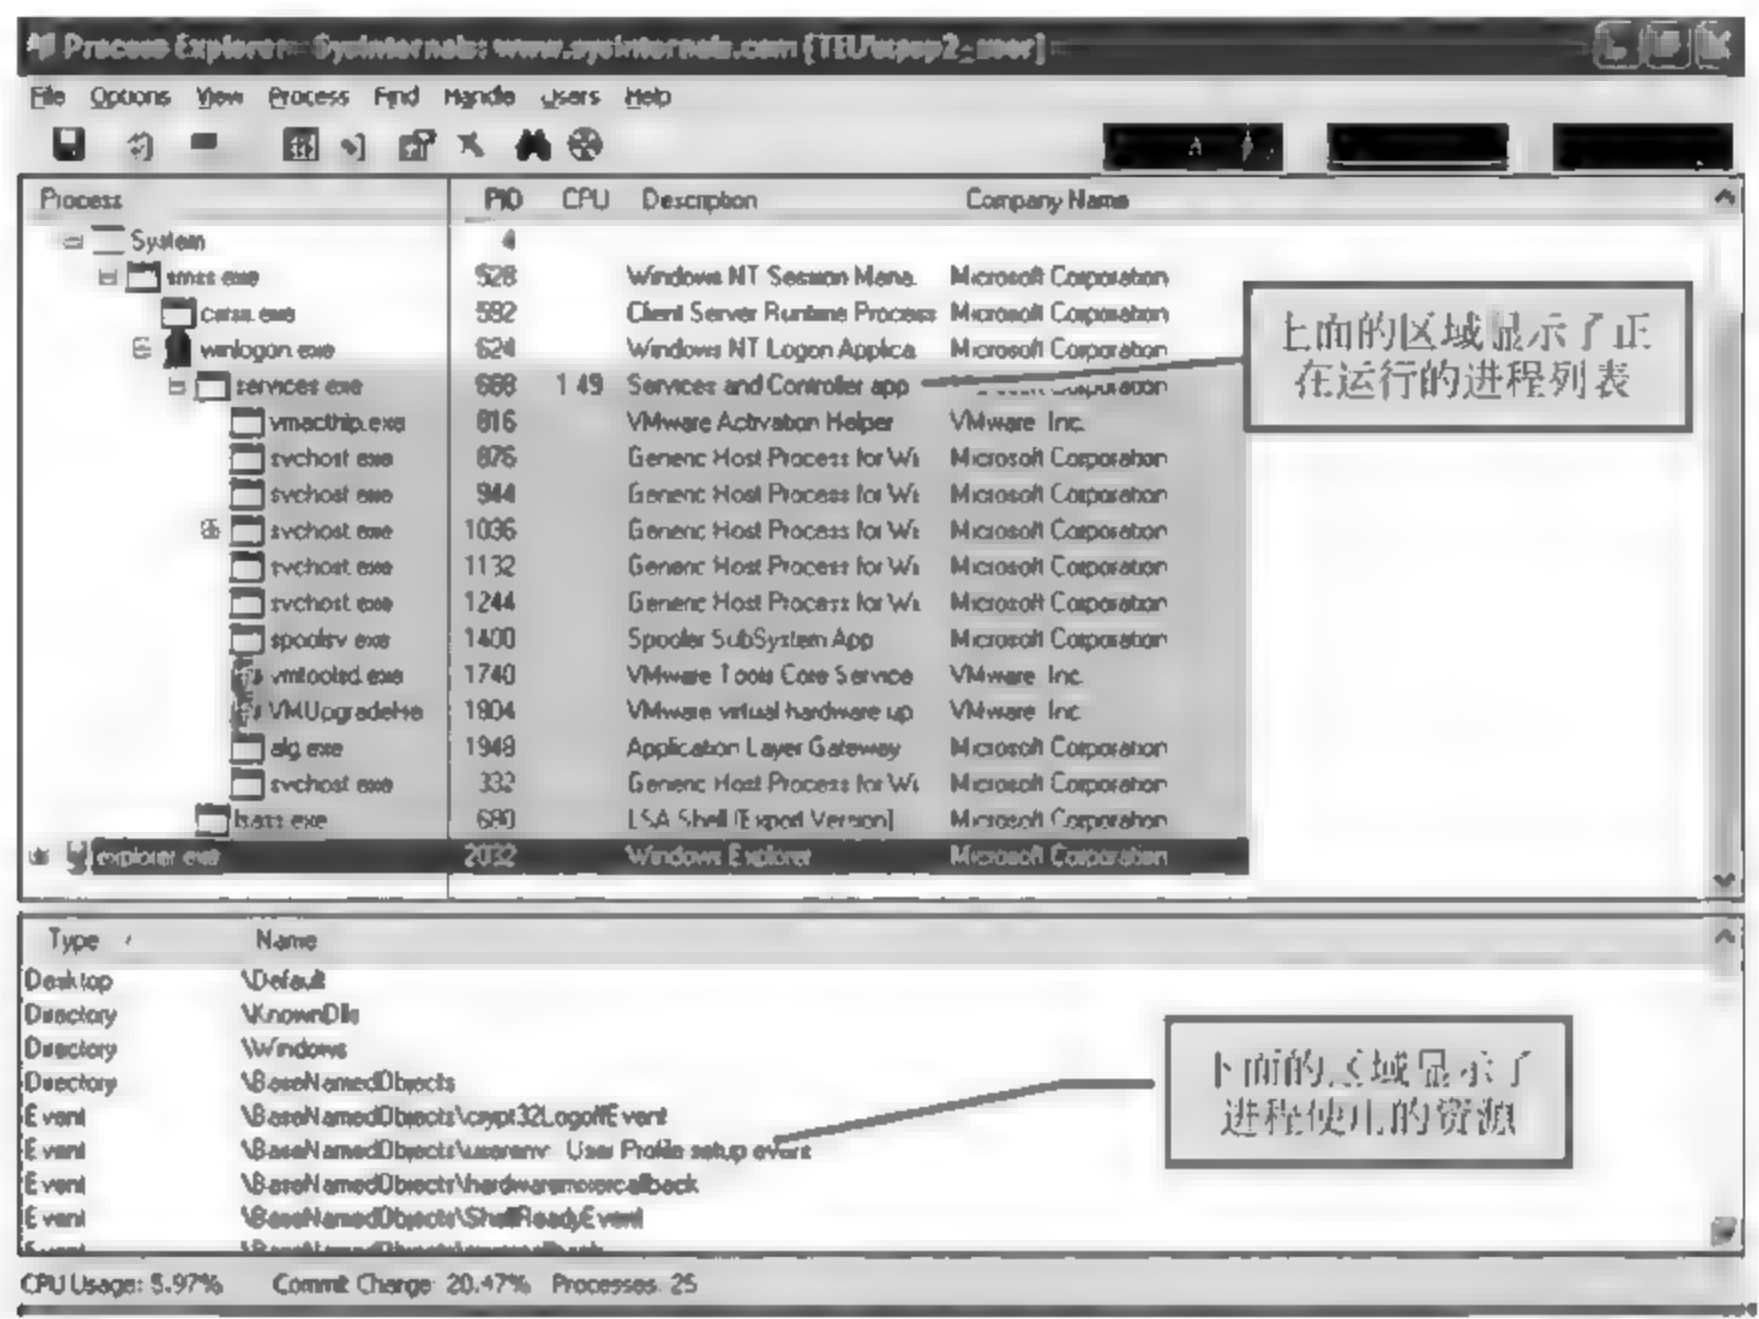 Process Explorer - Sysinternals: www.sysinternals.com
File Options View Process Find Handle Users Help
Process PID CPU Description Company Name
System 4
smss.exe 528 Windows NT Session Mana. Microsoft Corporation
csrss.exe 592 Client Server Runtime Process Microsoft Corporation
winlogon.exe 624 Windows NT Logon Applica Microsoft Corporation
services.exe 668 1.49 Services and Controller app Corporation
vmacthlp.exe 816 VMware Activation Helper VMware Inc.
svchost.exe 876 Generic Host Process for Wi Microsoft Corporation
svchost.exe 944 Generic Host Process for Wi Microsoft Corporation
svchost.exe 1036 Generic Host Process for Wi Microsoft Corporation
svchost.exe 1132 Generic Host Process for Wi Microsoft Corporation
svchost.exe 1244 Generic Host Process for Wi Microsoft Corporation
spoolsv.exe 1400 Spooler SubSystem App Microsoft Corporation
vmtoolsd.exe 1740 VMware Tools Core Service VMware Inc.
VMUpgradeHe 1904 VMware virtual hardware up VMware Inc
alg.exe 1948 Application Layer Gateway Microsoft Corporation
svchost.exe 332 Generic Host Process for Wi Microsoft Corporation
lsass.exe 680 LSA Shell (Export Version) Microsoft Corporation
explorer.exe 2032 Windows Explorer Microsoft Corporation
上面的区域显示了正
在运行的进程列表
Type Name
Desktop \Default
Directory \KnownDlls
Directory \Windows
Directory \BaseNamedObjects
Event \BaseNamedObjects\crypt32LogoffEvent
Event \BaseNamedObjects\userenv: User Profile setup event
Event \BaseNamedObjects\hardwaremixercallback
Event \BaseNamedObjects\ShellReadyEvent
下面的区域显示了
进程使用的资源
CPU Usage: 5.97% Commit Charge: 20.47% Processes: 25